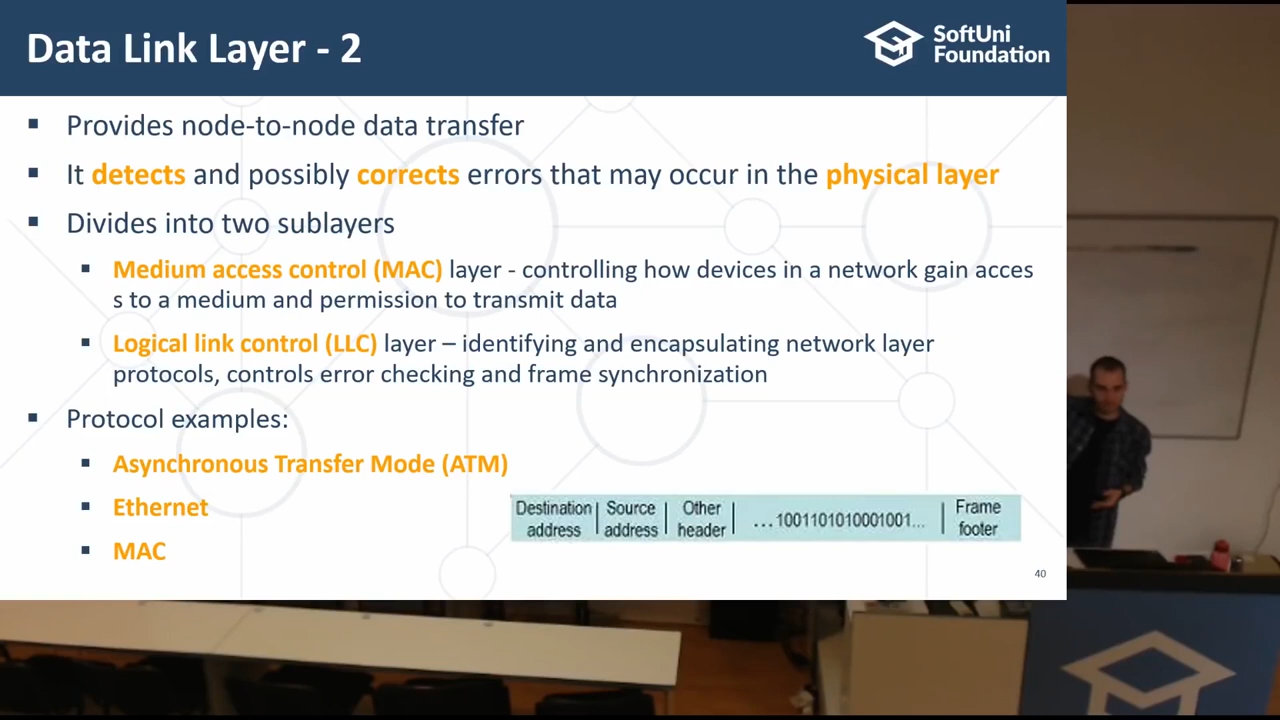 Data Link Layer - 2
SoftUni
Foundation
▪ Provides node-to-node data transfer
▪ It detects and possibly corrects errors that may occur in the physical layer
▪ Divides into two sublayers
▪ Medium access control (MAC) layer - controlling how devices in a network gain acces
s to a medium and permission to transmit data
▪ Logical link control (LLC) layer – identifying and encapsulating network layer
protocols, controls error checking and frame synchronization
▪ Protocol examples:
▪ Asynchronous Transfer Mode (ATM)
▪ Ethernet
▪ MAC
Destination address | Source address | Other header | ...1001101010001001... | Frame footer
40